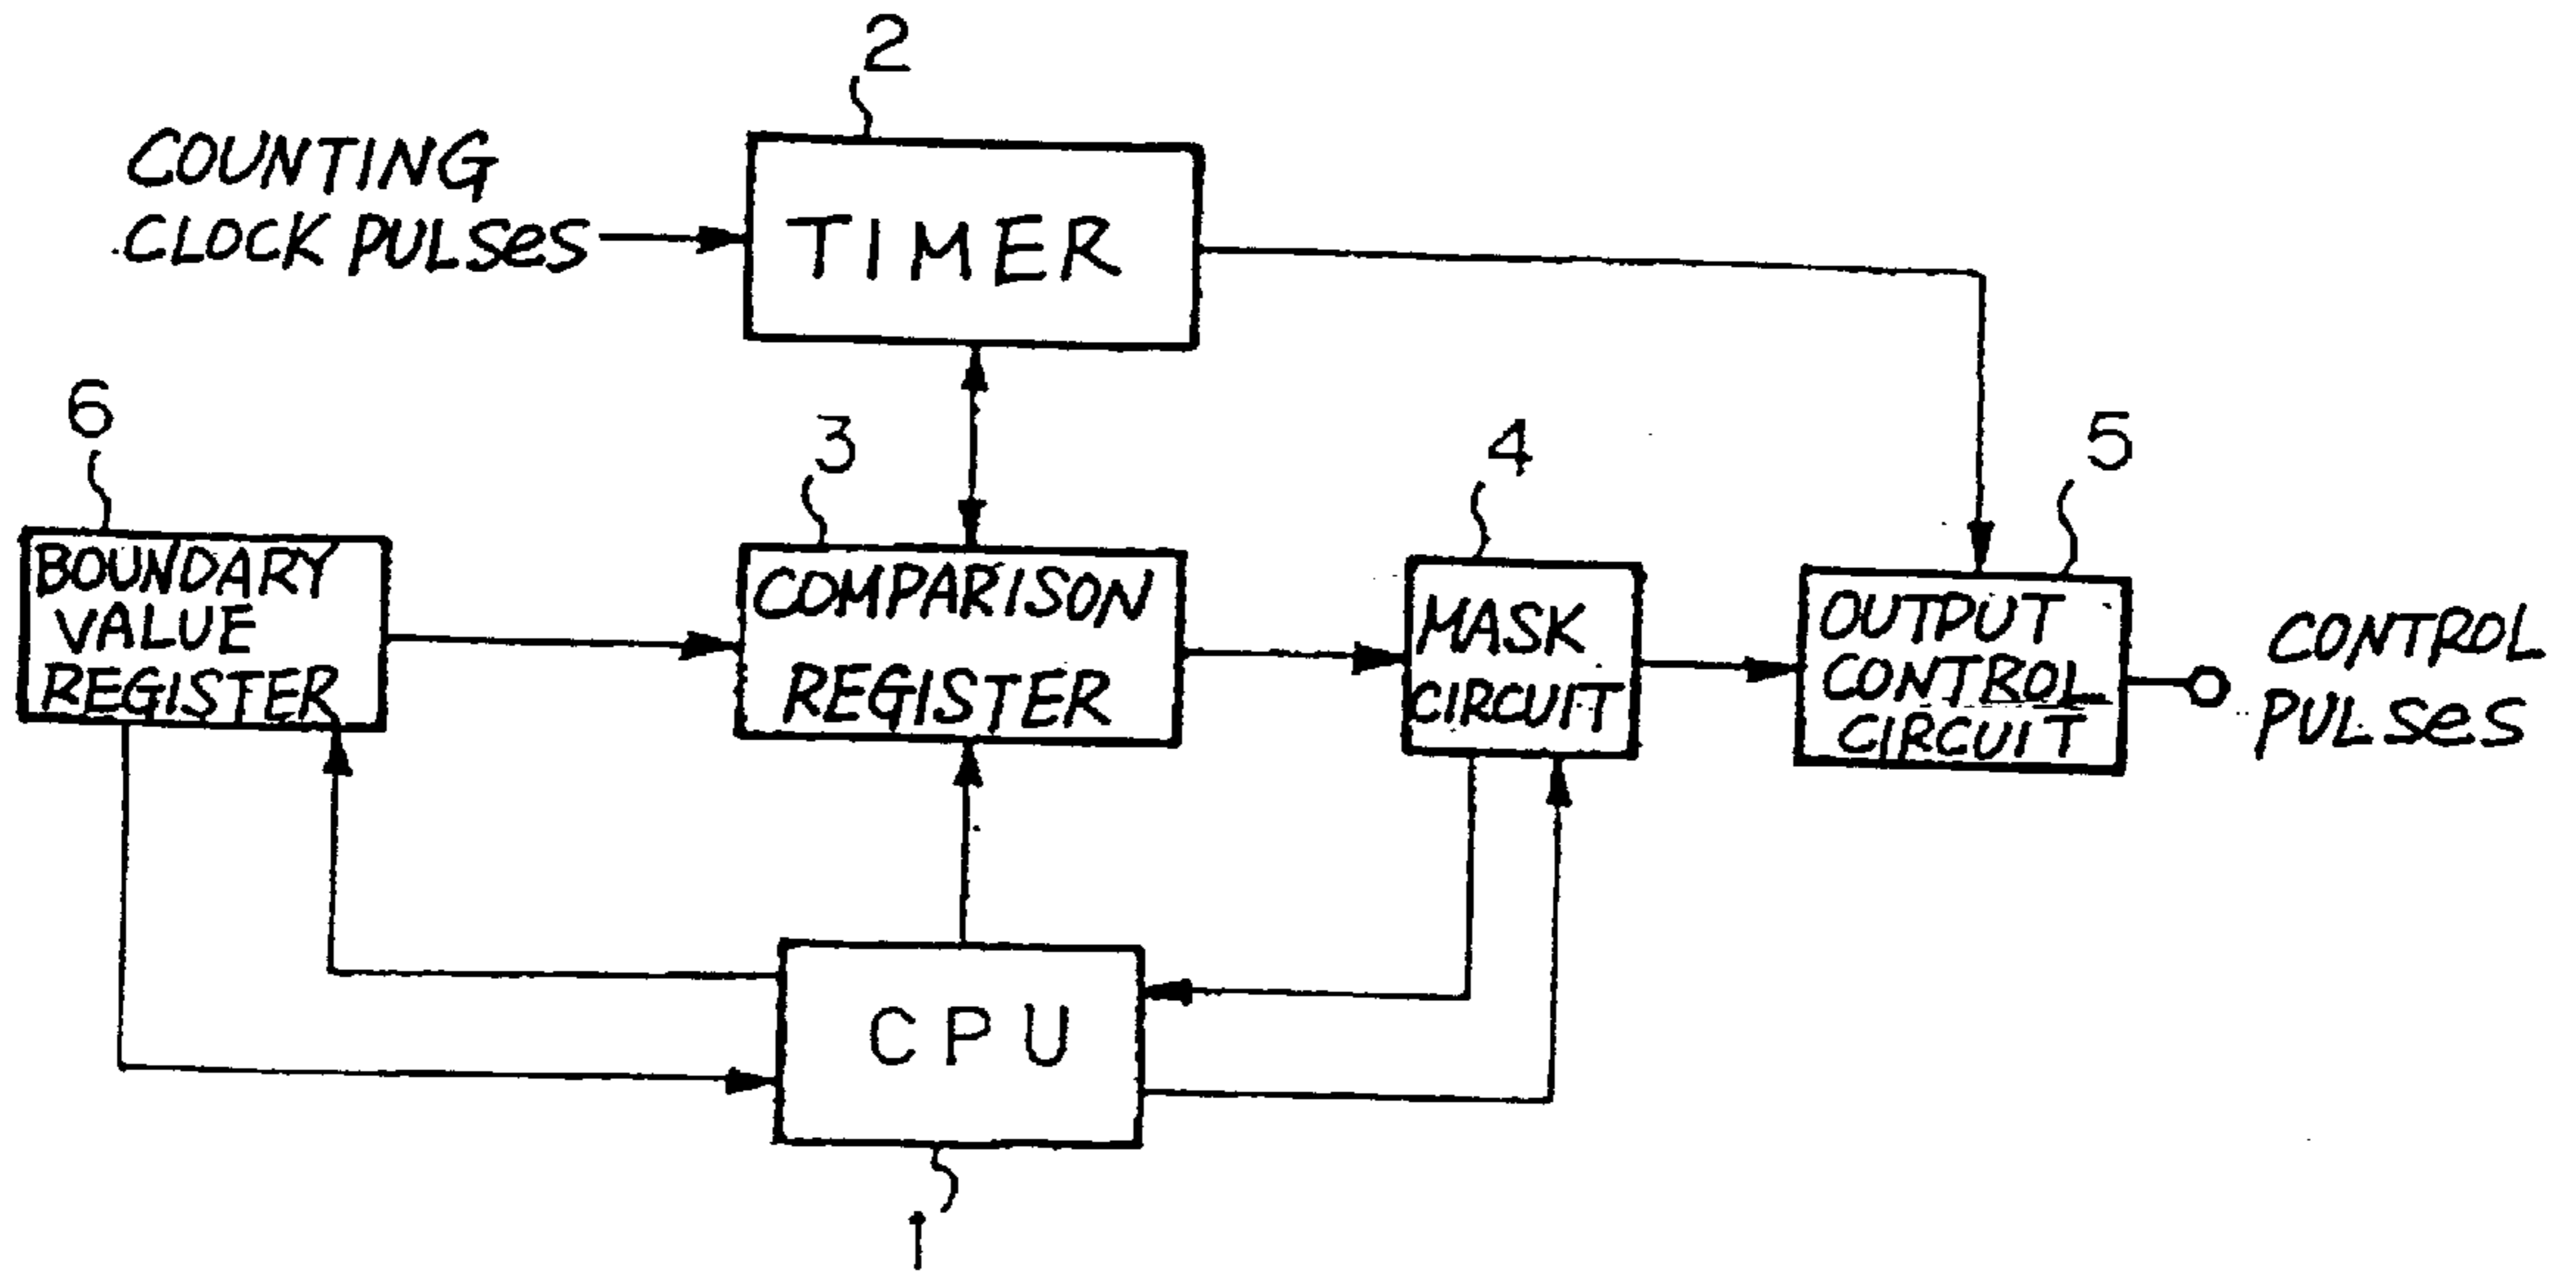 2
COUNTING
CLOCK PULSES
TIMER
6
3
4
5
BOUNDARY
VALUE
REGISTER
COMPARISON
REGISTER
MASK
CIRCUIT
OUTPUT
CONTROL
CIRCUIT
CONTROL
PULSES
CPU
1